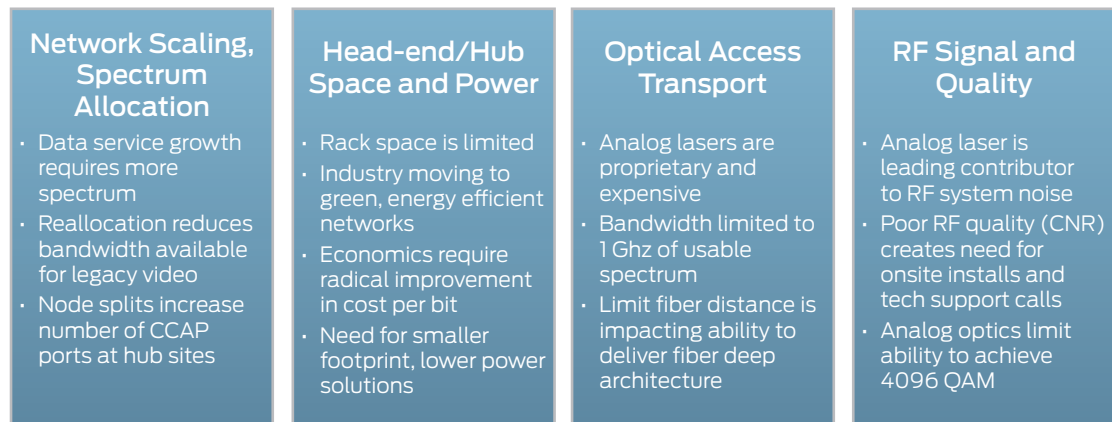 Network Scaling,
Spectrum
Allocation
· Data service growth
requires more
spectrum
· Reallocation reduces
bandwidth available
for legacy video
· Node splits increase
number of CCAP
ports at hub sites
Head-end/Hub
Space and Power
· Rack space is limited
· Industry moving to
green, energy efficient
networks
· Economics require
radical improvement
in cost per bit
· Need for smaller
footprint, lower power
solutions
Optical Access
Transport
· Analog lasers are
proprietary and
expensive
· Bandwidth limited to
1 Ghz of usable
spectrum
· Limit fiber distance is
impacting ability to
deliver fiber deep
architecture
RF Signal and
Quality
· Analog laser is
leading contributor
to RF system noise
· Poor RF quality (CNR)
creates need for
onsite installs and
tech support calls
· Analog optics limit
ability to achieve
4096 QAM